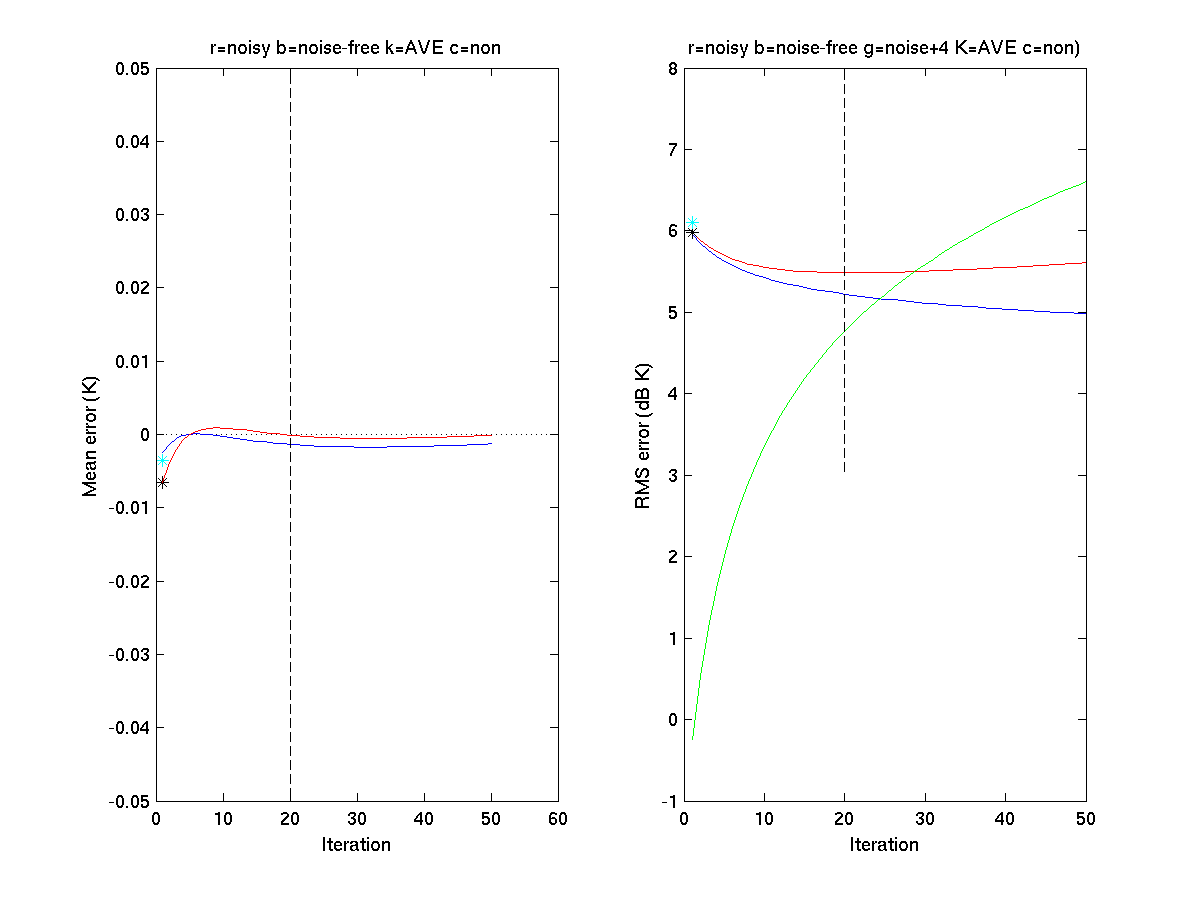 r=noisy b=noise-free k=AVE c=non
0.05
0.04
0.03
0.02
0.01
0
-0.01
-0.02
-0.03
-0.04
-0.05
Mean error (K)
0 10 20 30 40 50 60
Iteration
r=noisy b=noise-free g=noise+4 K=AVE c=non)
8
7
6
5
4
3
2
1
0
-1
RMS error (dB K)
0 10 20 30 40 50
Iteration